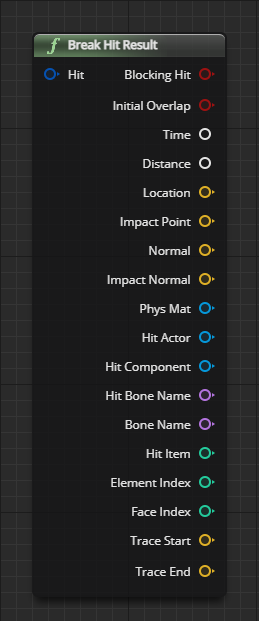 f Break Hit Result
Hit Blocking Hit
Initial Overlap
Time
Distance
Location
Impact Point
Normal
Impact Normal
Phys Mat
Hit Actor
Hit Component
Hit Bone Name
Bone Name
Hit Item
Element Index
Face Index
Trace Start
Trace End